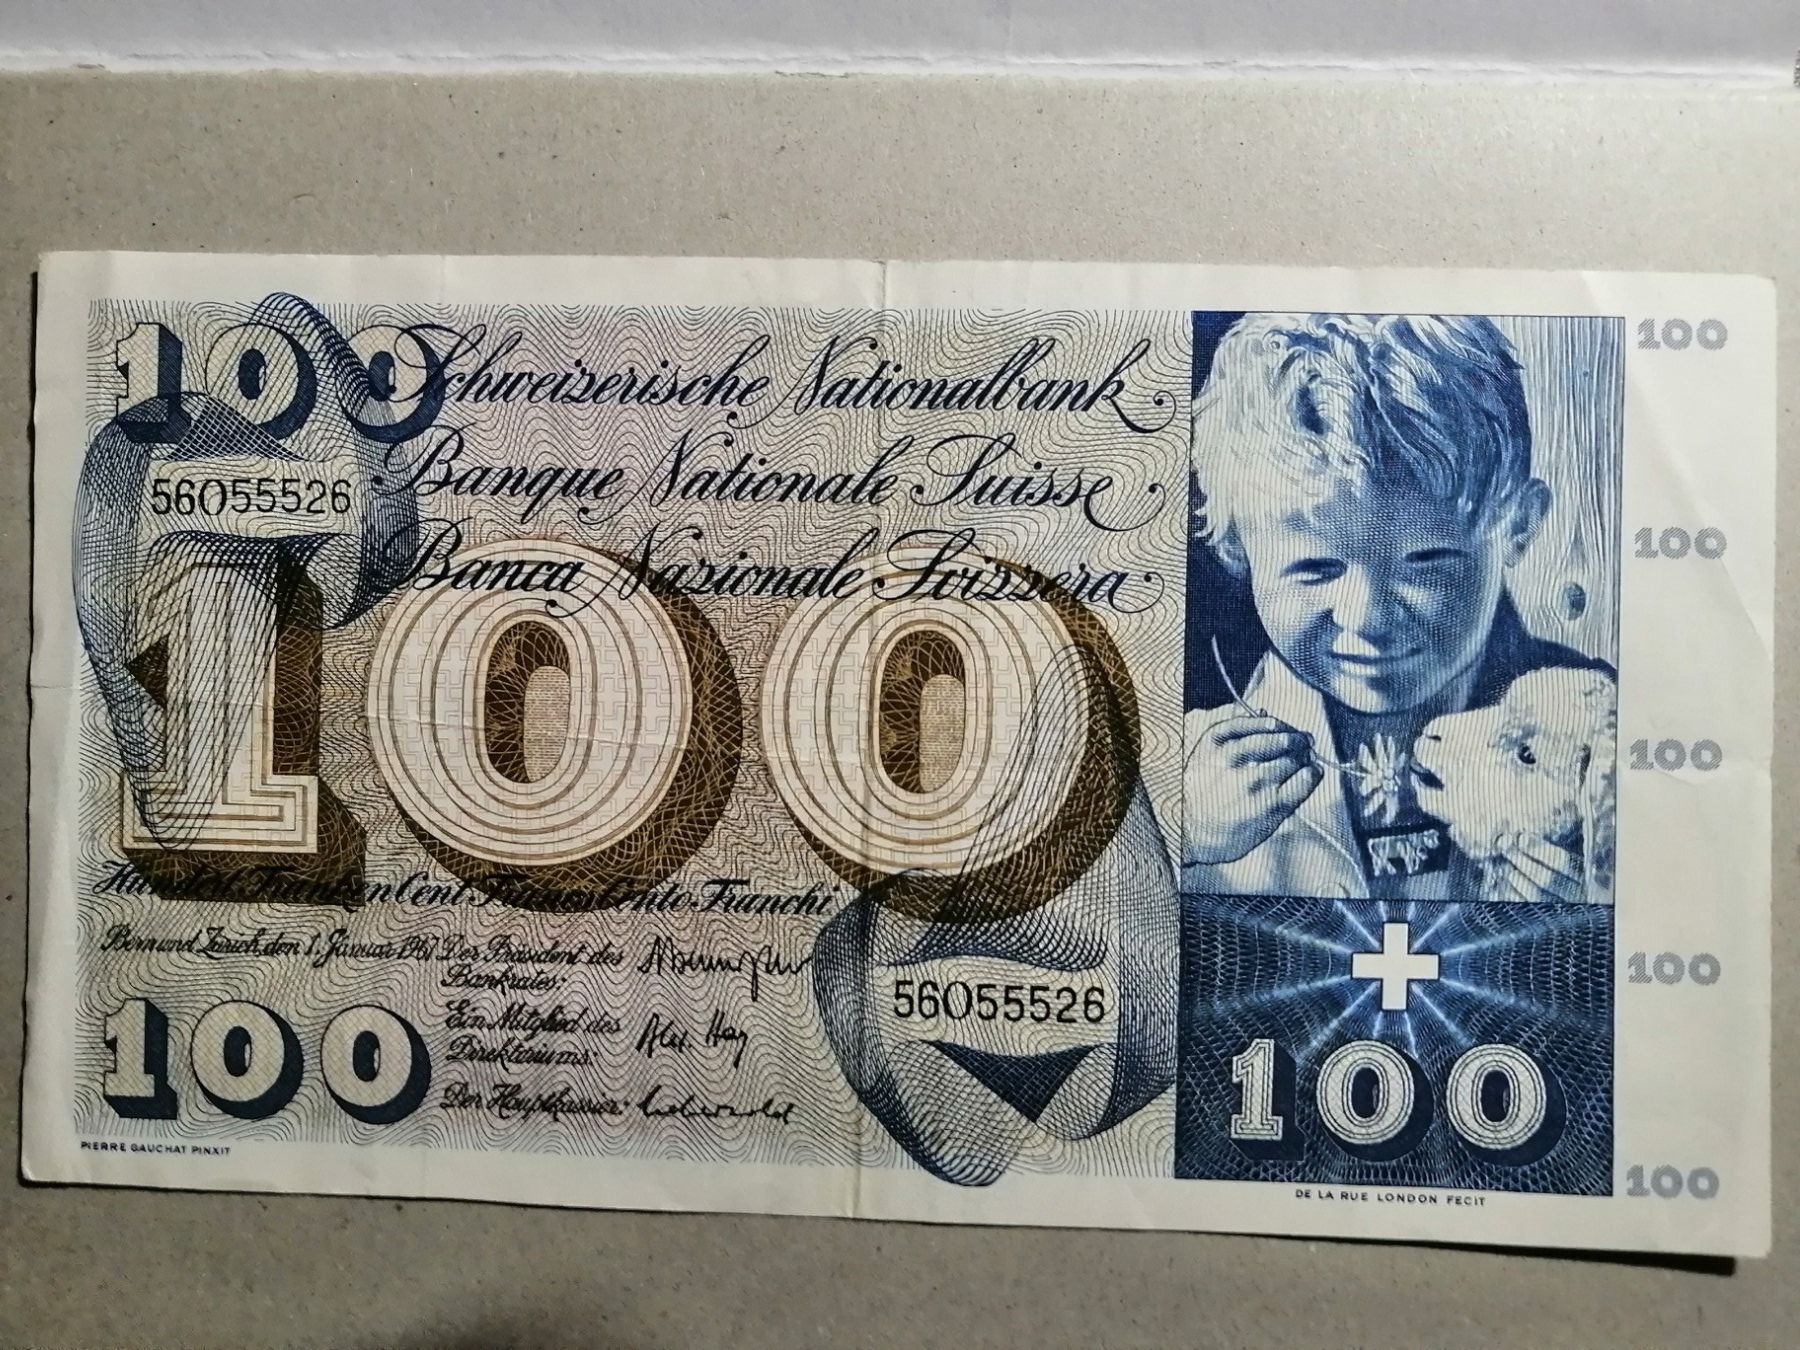 100
Schweizerische Nationalbank
Banque Nationale Suisse
Banca Nazionale Svizzera
56055526
100
Hundert Franken Cent Francs Cento Franchi
Bern und Zürich, den 1. Januar 1967
Der Präsident des
Bankrates:
Ein Mitglied des
Direktoriums:
Der Hauptkassier:
100
56055526
PIERRE GAUCHAT PINXIT
100
DE LA RUE LONDON FECIT
100
100
100
100
100